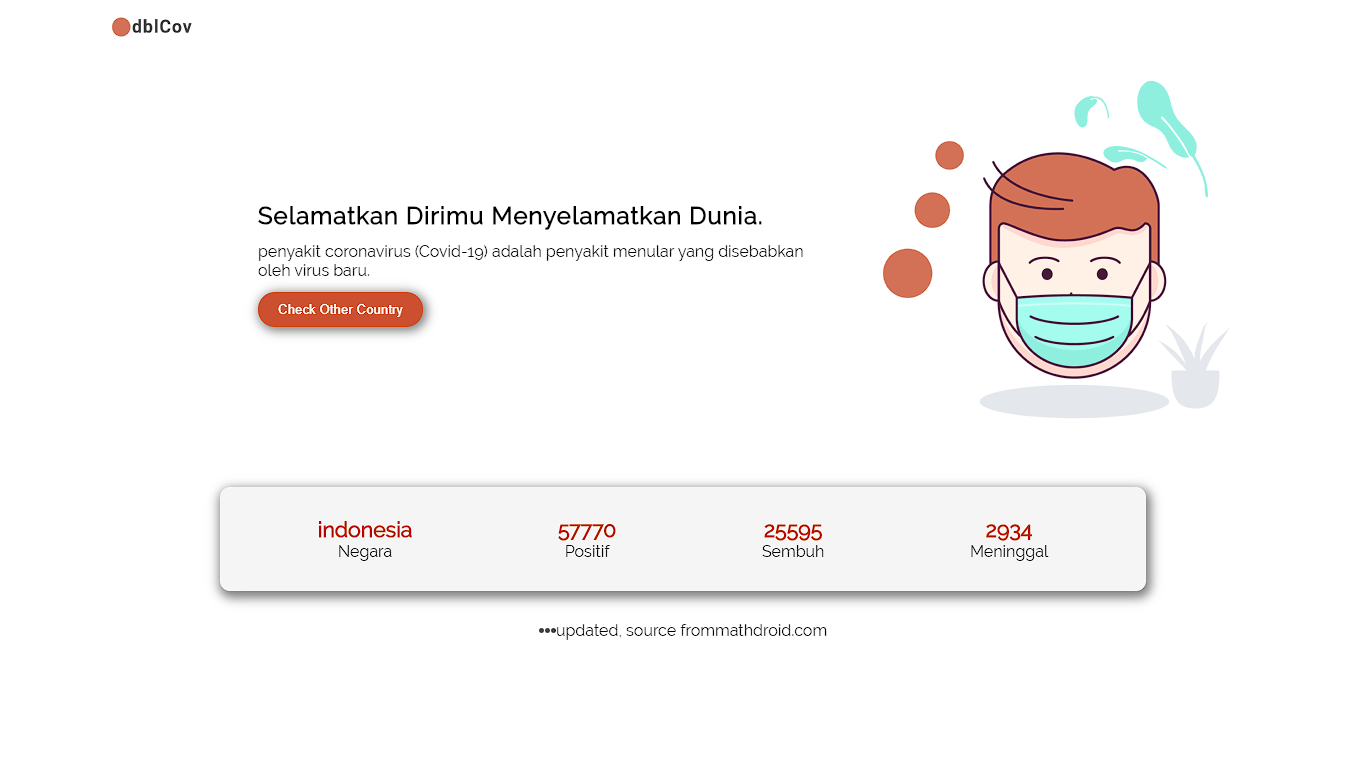 dblCov
Selamatkan Dirimu Menyelamatkan Dunia.
penyakit coronavirus (Covid-19) adalah penyakit menular yang disebabkan
oleh virus baru.
Check Other Country
indonesia
Negara
57770
Positif
25595
Sembuh
2934
Meninggal
•••updated, source frommathdroid.com